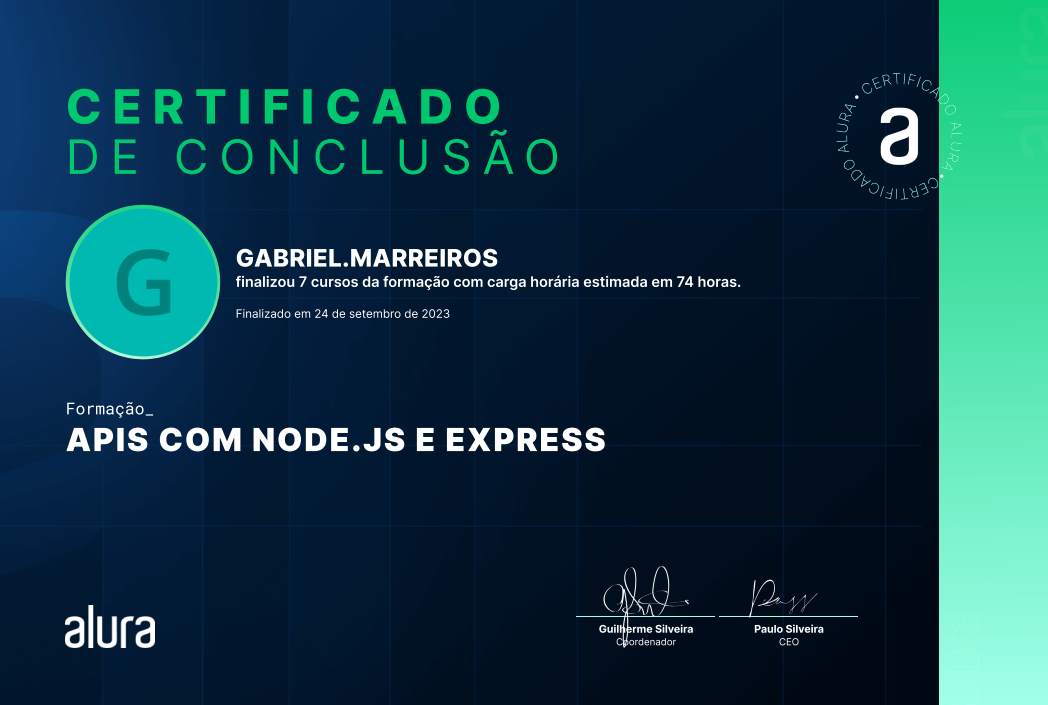 CERTIFICADO
DE CONCLUSÃO
• CERTIFICADO ALURA • CERTIFICADO ALURA
a
G
GABRIEL.MARREIROS
finalizou 7 cursos da formação com carga horária estimada em 74 horas.
Finalizado em 24 de setembro de 2023
Formação_
APIS COM NODE.JS E EXPRESS
alura
Guilherme Silveira
Coordenador
Paulo Silveira
CEO